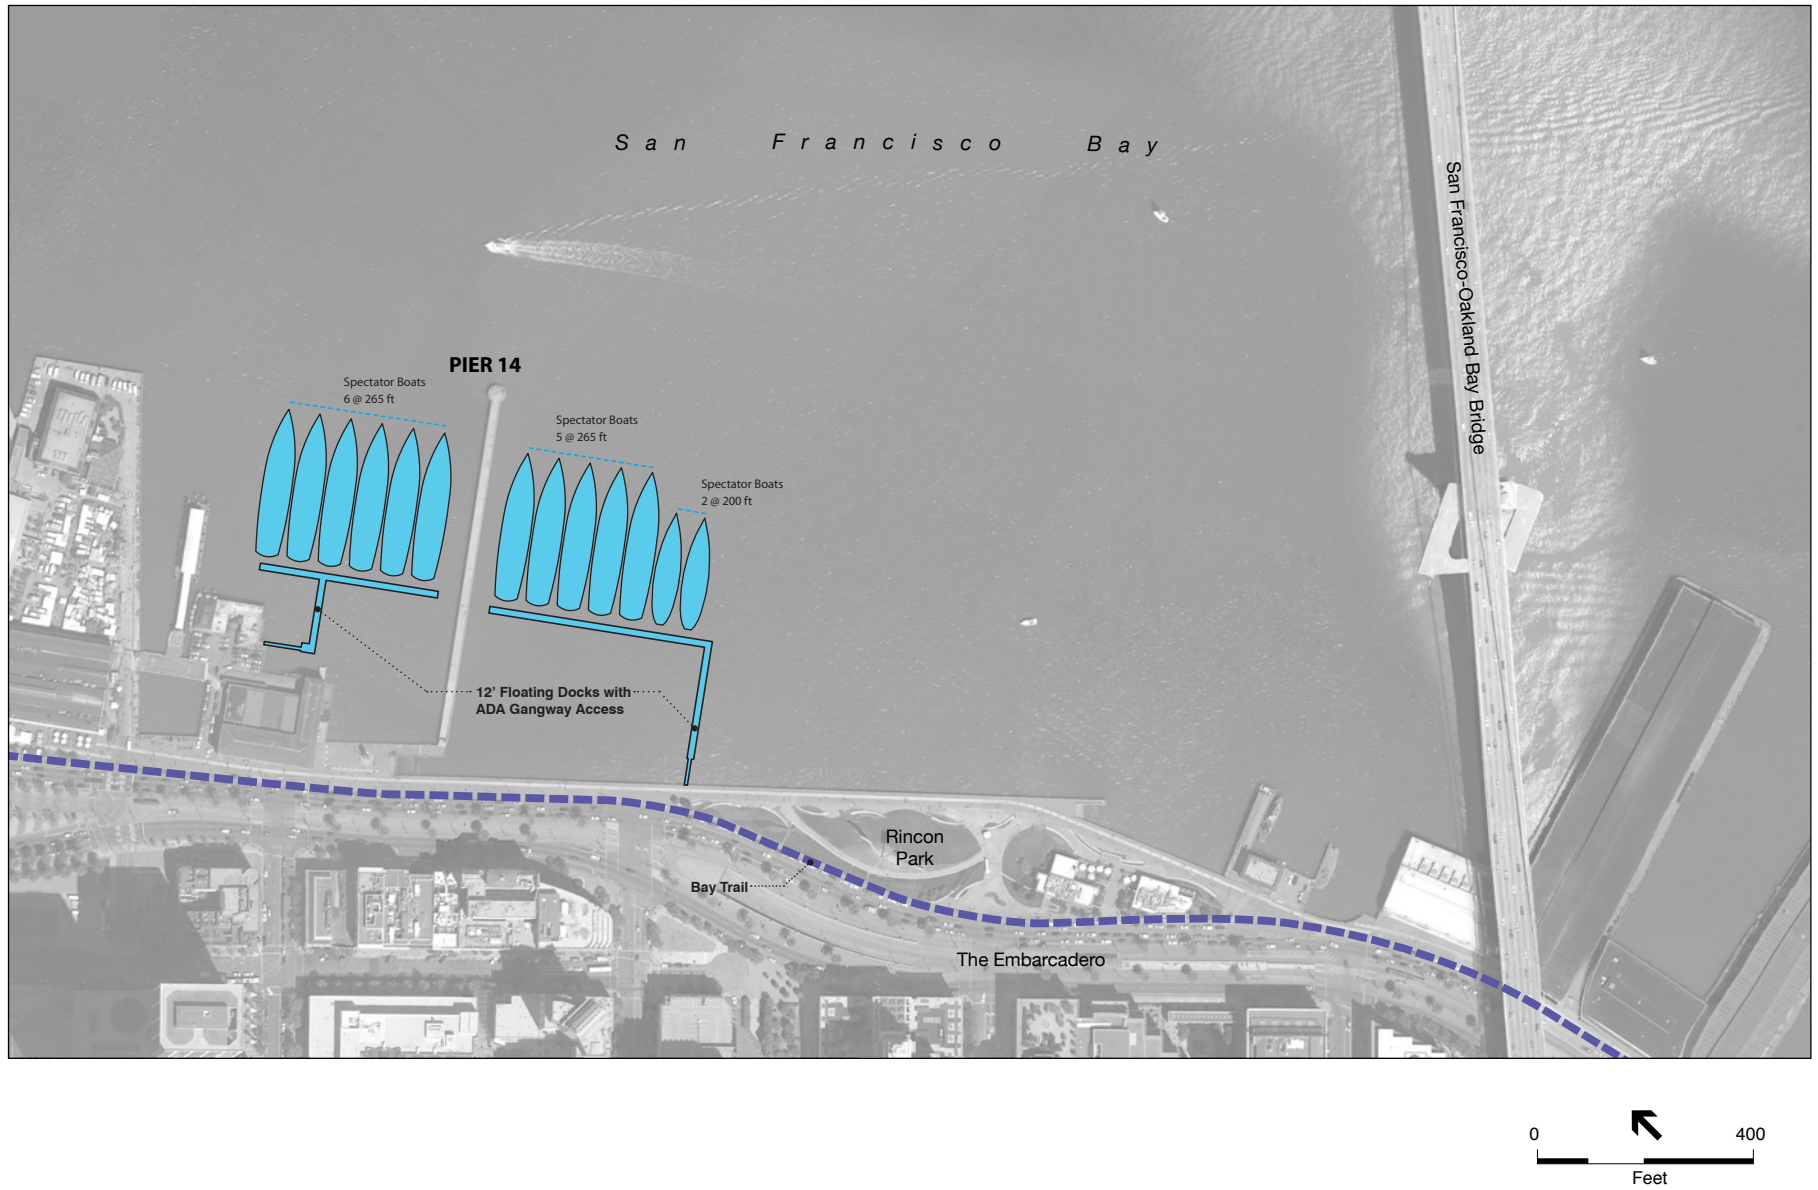 San Francisco Bay
San Francisco-Oakland Bay Bridge
PIER 14
Spectator Boats
6 @ 265 ft
Spectator Boats
5 @ 265 ft
Spectator Boats
2 @ 200 ft
12’ Floating Docks with
ADA Gangway Access
Rincon
Park
Bay Trail
The Embarcadero
0 400
Feet